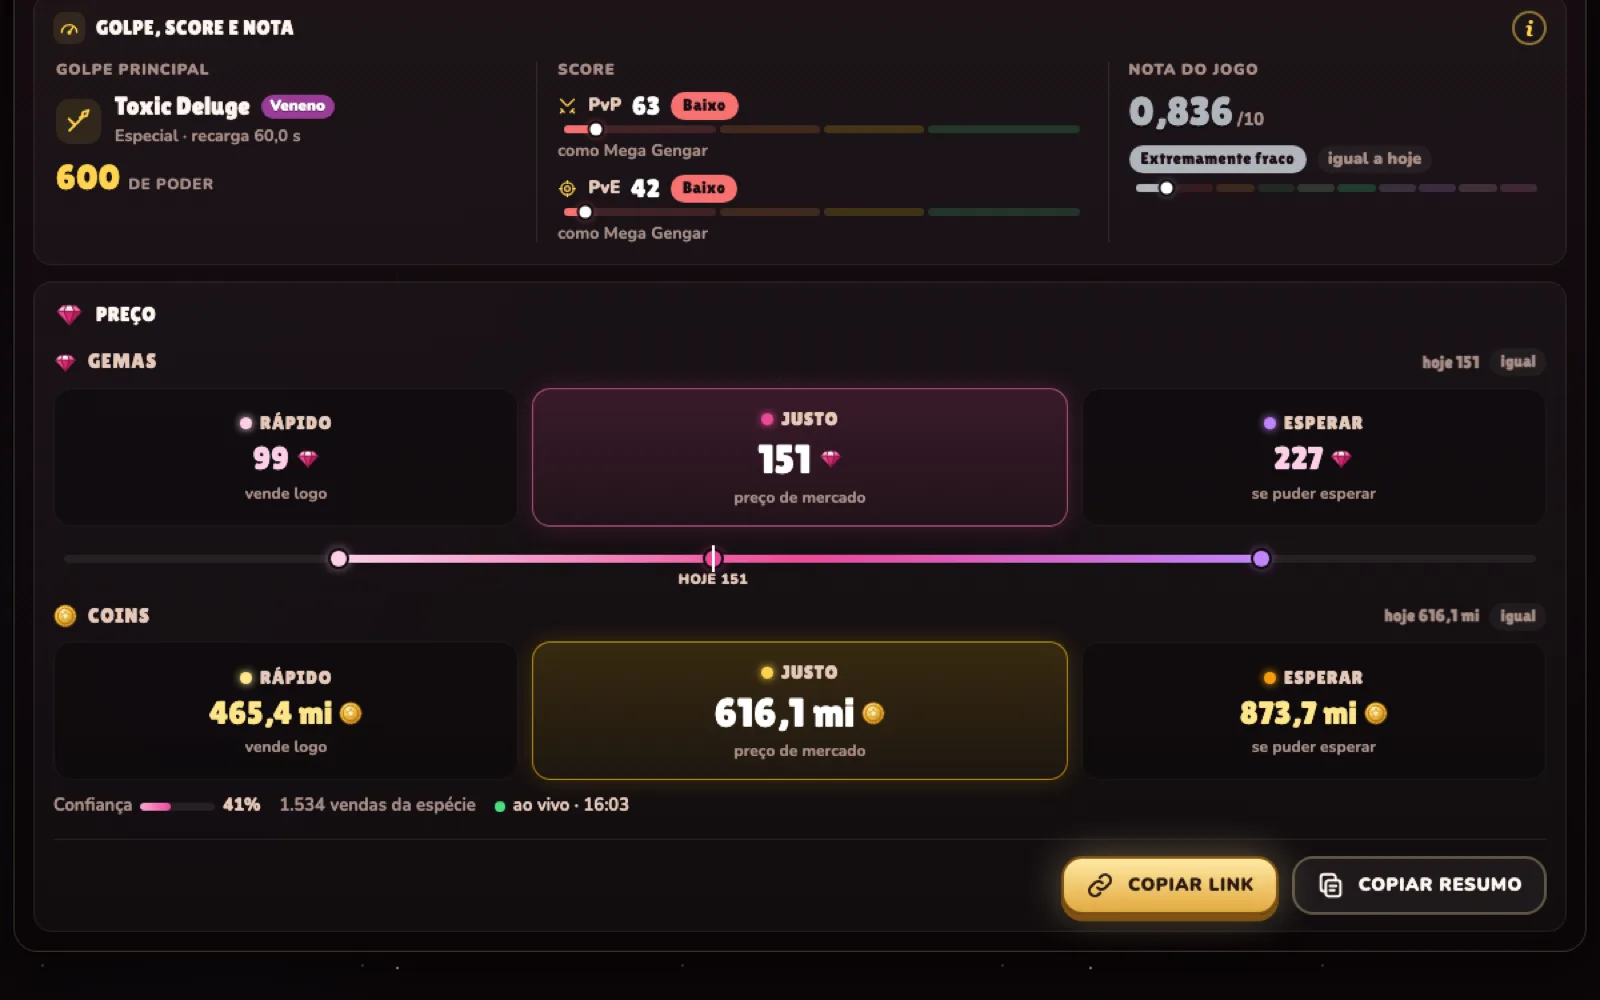 GOLPE, SCORE E NOTA
i
GOLPE PRINCIPAL
Toxic Deluge Veneno
Especial · recarga 60,0 s
600 DE PODER
SCORE
PvP 63 Baixo
como Mega Gengar
PvE 42 Baixo
como Mega Gengar
NOTA DO JOGO
0,836 /10
Extremamente fraco igual a hoje
PREÇO
GEMAS hoje 151 igual
RÁPIDO
99
vende logo
JUSTO
151
preço de mercado
ESPERAR
227
se puder esperar
HOJE 151
COINS hoje 616,1 mi igual
RÁPIDO
465,4 mi
vende logo
JUSTO
616,1 mi
preço de mercado
ESPERAR
873,7 mi
se puder esperar
Confiança 41% 1.534 vendas da espécie ao vivo · 16:03
COPIAR LINK COPIAR RESUMO